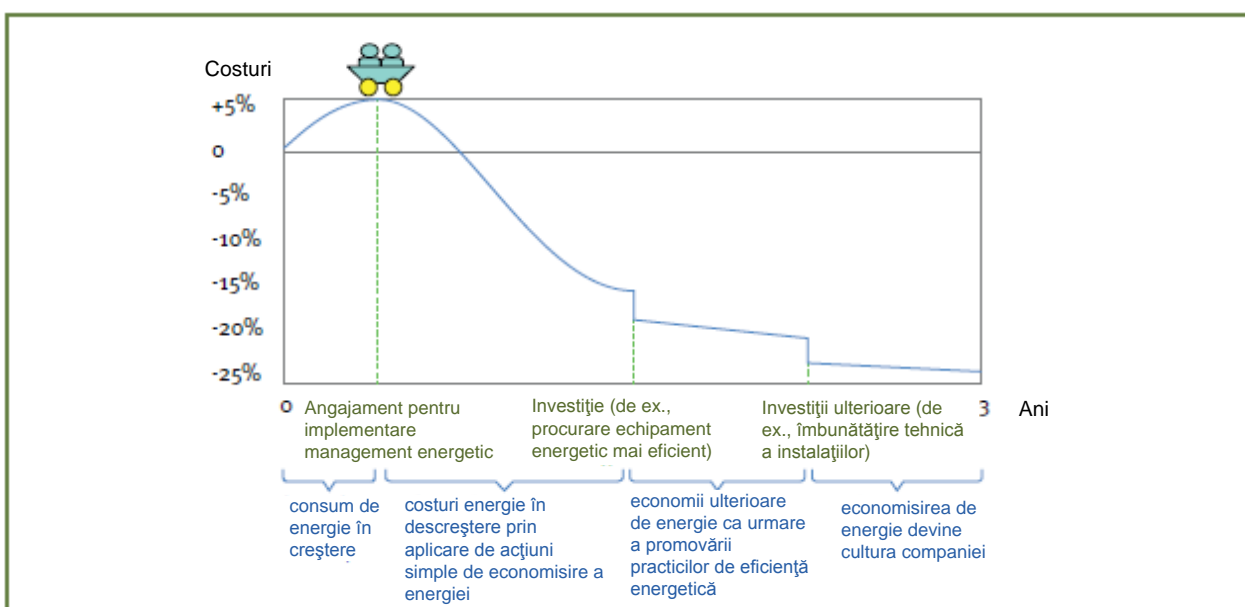 Costuri
+5%
0
-5%
-10%
-15%
-20%
-25%
0
3
Ani
Angajament pentru
implementare
management energetic
Investiţie (de ex.,
procurare echipament
energetic mai eficient)
Investiţii ulterioare (de
ex., îmbunătăţire tehnică
a instalaţiilor)
consum de
energie în
creştere
costuri energie în
descreştere prin
aplicare de acţiuni
simple de economisire a
energiei
economii ulterioare
de energie ca urmare
a promovării
practicilor de eficienţă
energetică
economisirea de
energie devine
cultura companiei